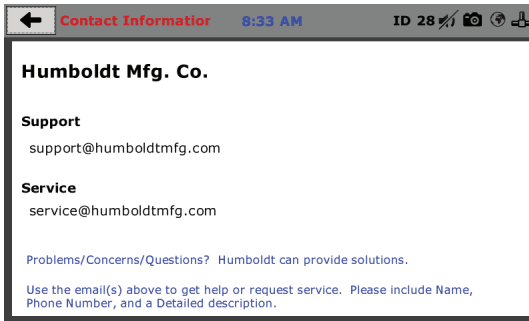 Contact Informatior 8:33 AM ID 28
Humboldt Mfg. Co.
Support
support@humboldtmfg.com
Service
service@humboldtmfg.com
Problems/Concerns/Questions? Humboldt can provide solutions.
Use the email(s) above to get help or request service. Please include Name,
Phone Number, and a Detailed description.